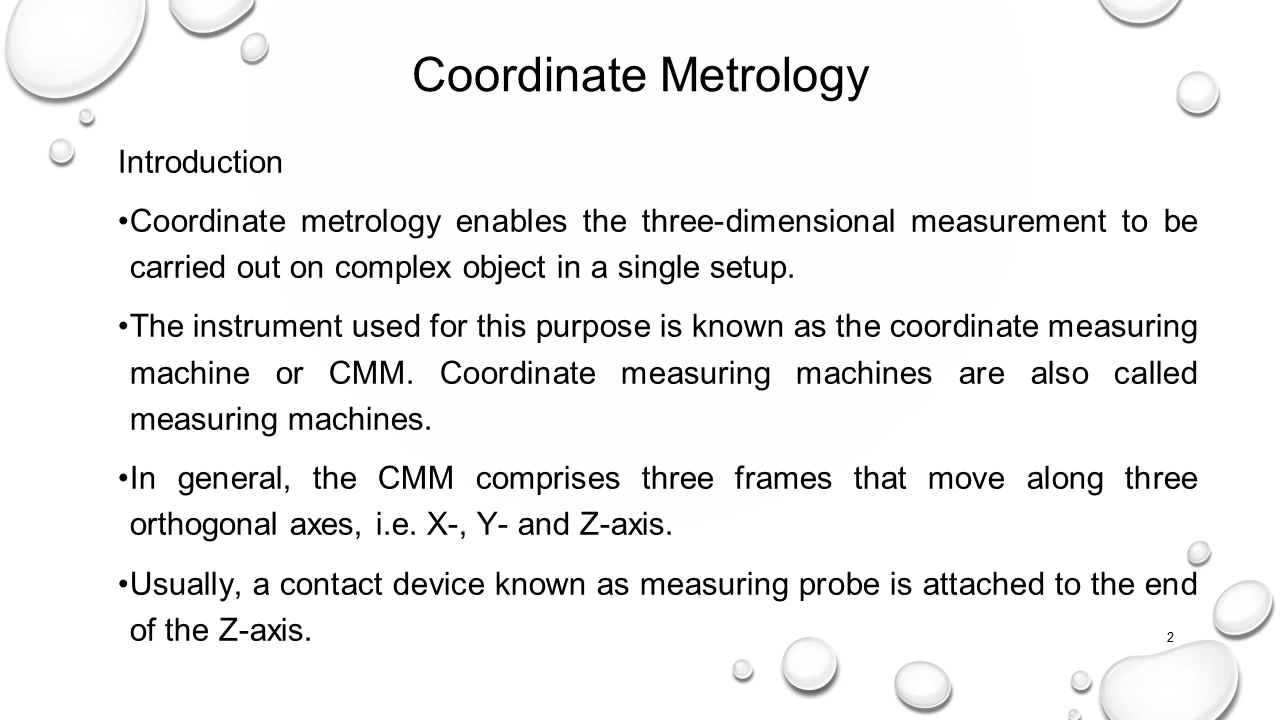 Coordinate Metrology
Introduction
•Coordinate metrology enables the three-dimensional measurement to be
carried out on complex object in a single setup.
•The instrument used for this purpose is known as the coordinate measuring
machine or CMM. Coordinate measuring machines are also called
measuring machines.
•In general, the CMM comprises three frames that move along three
orthogonal axes, i.e. X-, Y- and Z-axis.
•Usually, a contact device known as measuring probe is attached to the end
of the Z-axis.
2